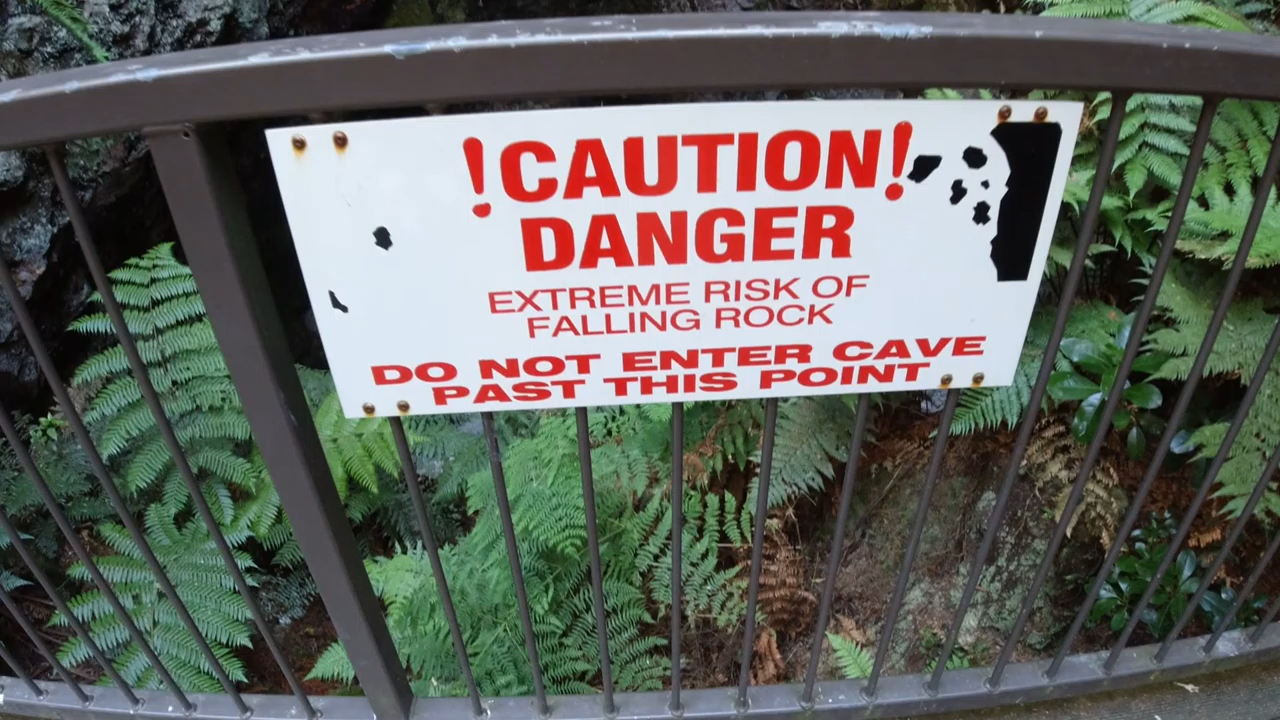 !CAUTION!
DANGER
EXTREME RISK OF
FALLING ROCK
DO NOT ENTER CAVE
PAST THIS POINT